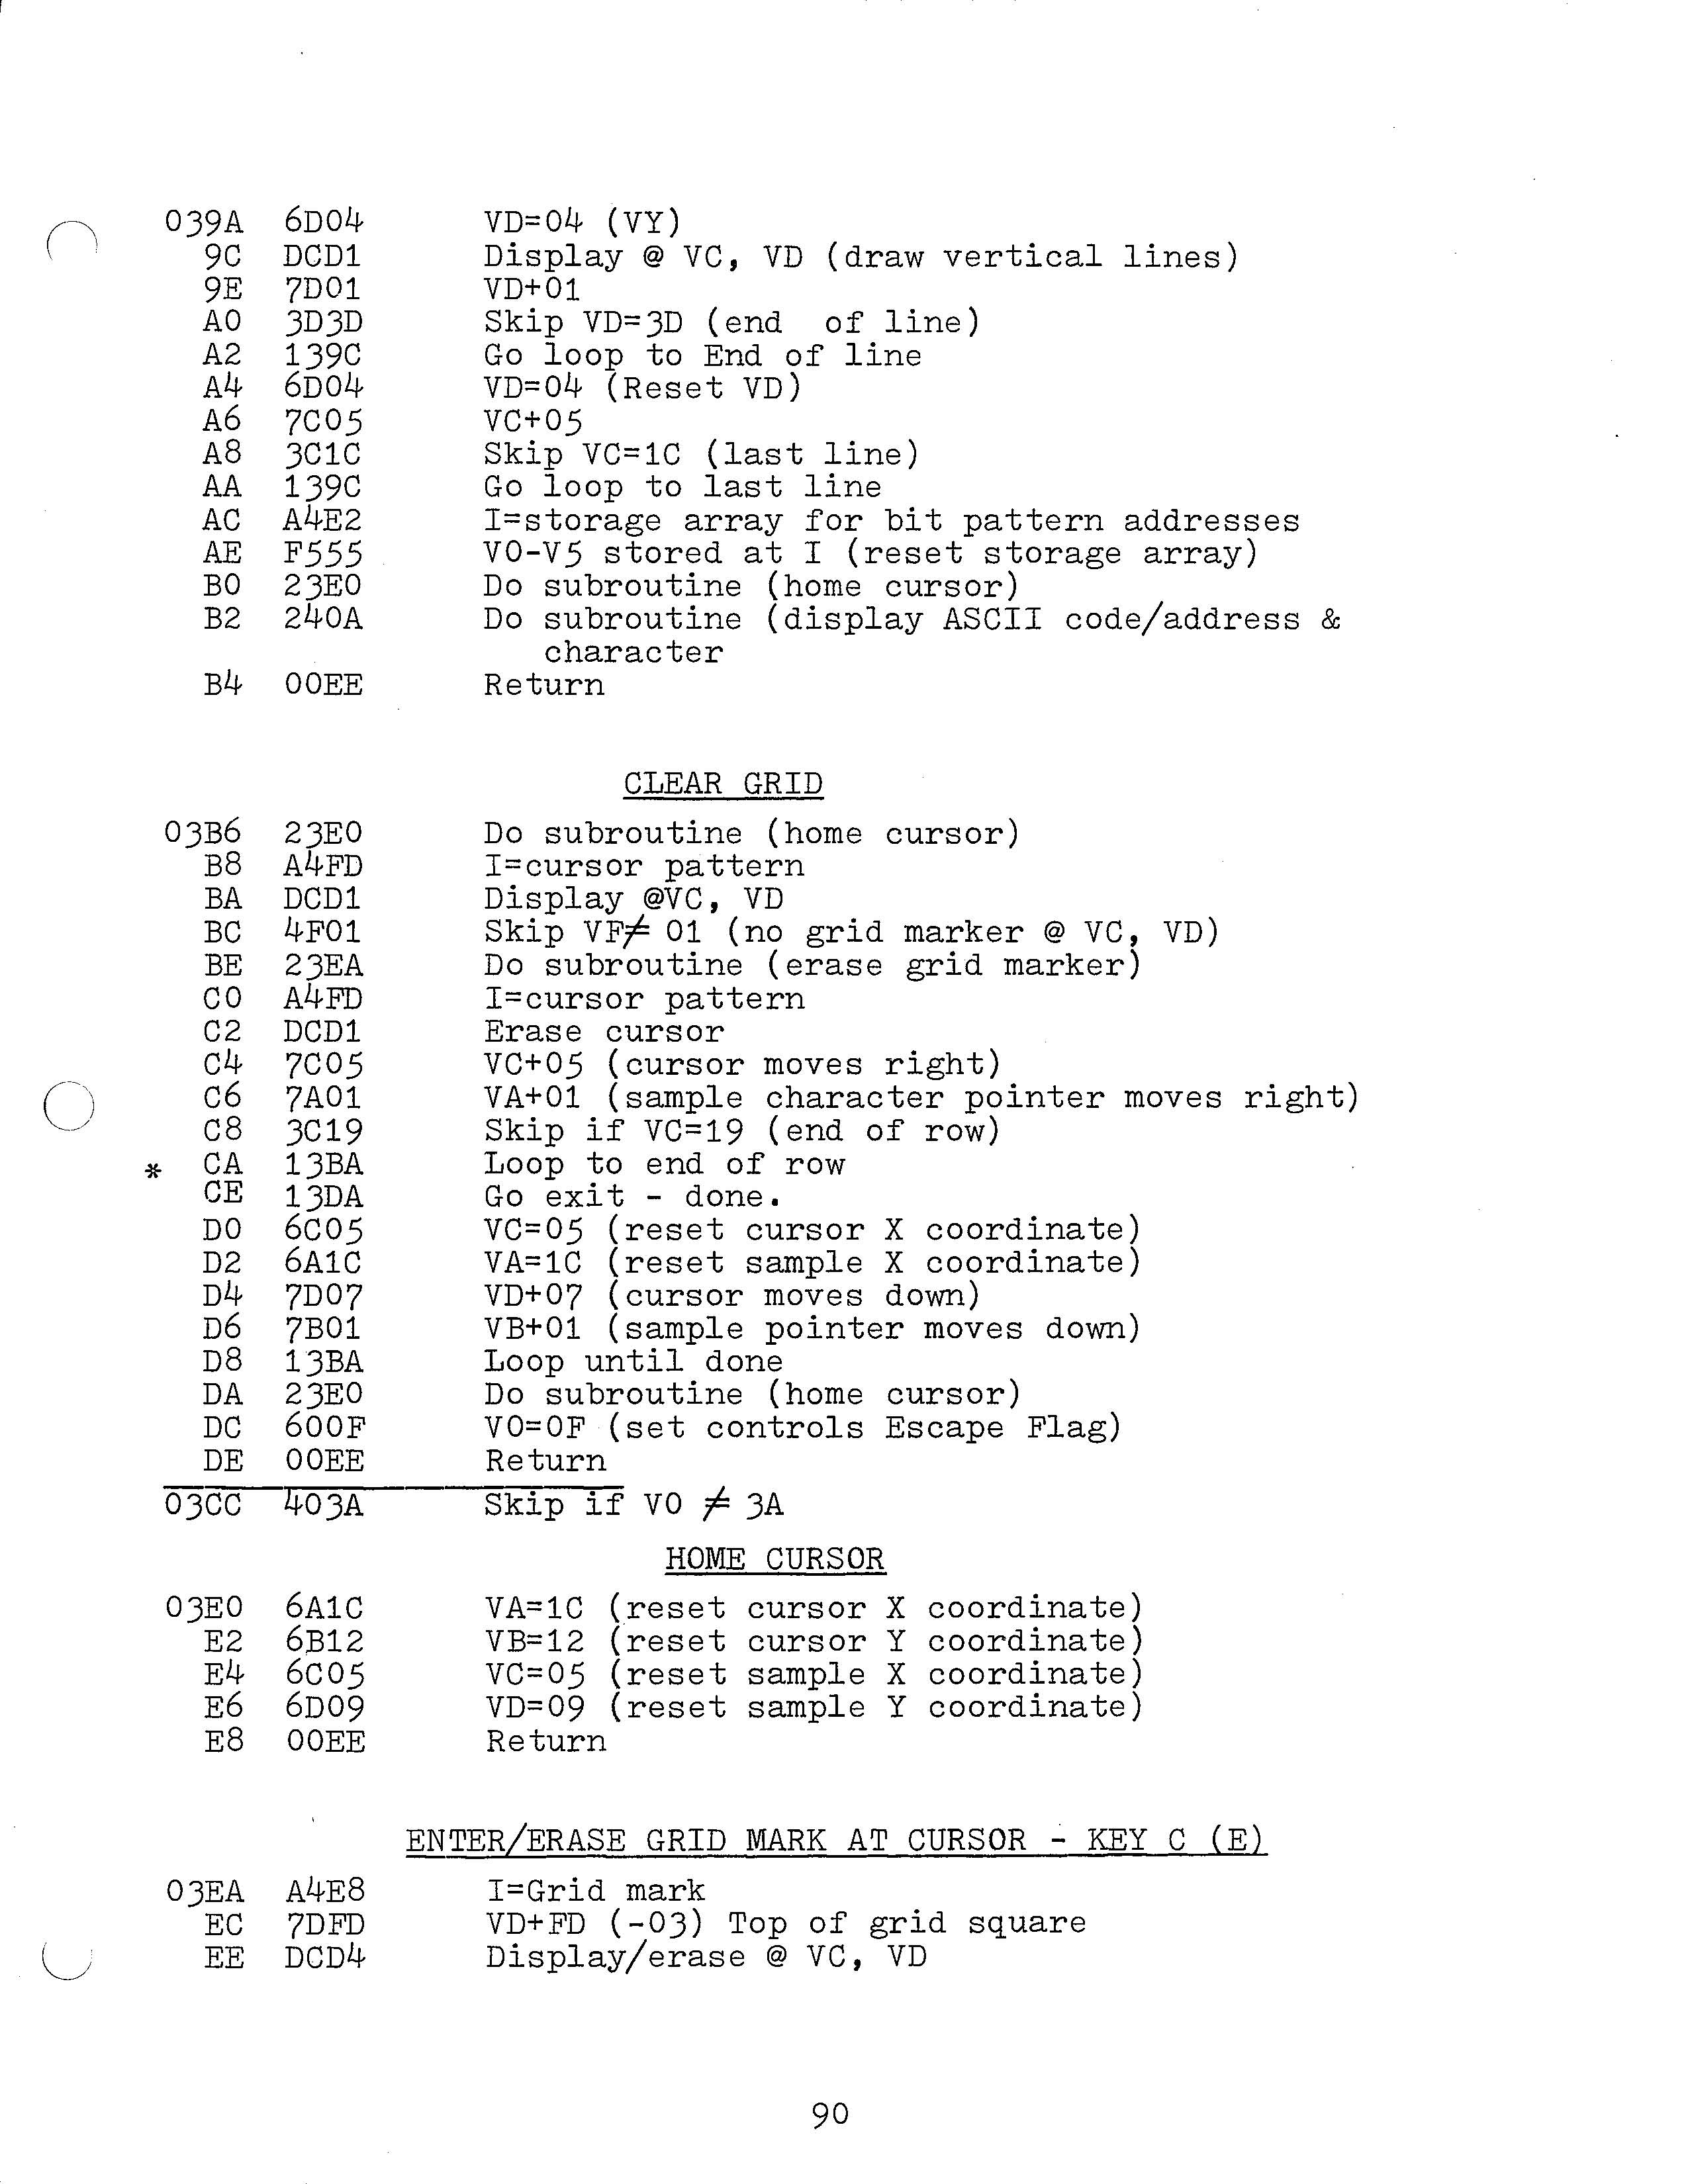 039A 6D04 VD=04 (VY)
9C DCD1 Display @ VC, VD (draw vertical lines)
9E 7D01 VD+01
A0 3D3D Skip VD=3D (end of line)
A2 139C Go loop to End of line
A4 6D04 VD=04 (Reset VD)
A6 7C05 VC+05
A8 3C1C Skip VC=1C (last line)
AA 139C Go loop to last line
AC A4E2 I=storage array for bit pattern addresses
AE F555 V0-V5 stored at I (reset storage array)
B0 23E0 Do subroutine (home cursor)
B2 240A Do subroutine (display ASCII code/address &
character
B4 00EE Return
CLEAR GRID
03B6 23E0 Do subroutine (home cursor)
B8 A4FD I=cursor pattern
BA DCD1 Display @VC, VD
BC 4F01 Skip VF≠ 01 (no grid marker @ VC, VD)
BE 23EA Do subroutine (erase grid marker)
C0 A4FD I=cursor pattern
C2 DCD1 Erase cursor
C4 7C05 VC+05 (cursor moves right)
C6 7A01 VA+01 (sample character pointer moves right)
C8 3C19 Skip if VC=19 (end of row)
* CA 13BA Loop to end of row
CE 13DA Go exit - done.
D0 6C05 VC=05 (reset cursor X coordinate)
D2 6A1C VA=1C (reset sample X coordinate)
D4 7D07 VD+07 (cursor moves down)
D6 7B01 VB+01 (sample pointer moves down)
D8 13BA Loop until done
DA 23E0 Do subroutine (home cursor)
DC 600F V0=0F (set controls Escape Flag)
DE 00EE Return
03CC 403A Skip if V0 ≠ 3A
HOME CURSOR
03E0 6A1C VA=1C (reset cursor X coordinate)
E2 6B12 VB=12 (reset cursor Y coordinate)
E4 6C05 VC=05 (reset sample X coordinate)
E6 6D09 VD=09 (reset sample Y coordinate)
E8 00EE Return
ENTER/ERASE GRID MARK AT CURSOR - KEY C (E)
03EA A4E8 I=Grid mark
EC 7DFD VD+FD (-03) Top of grid square
EE DCD4 Display/erase @ VC, VD
90